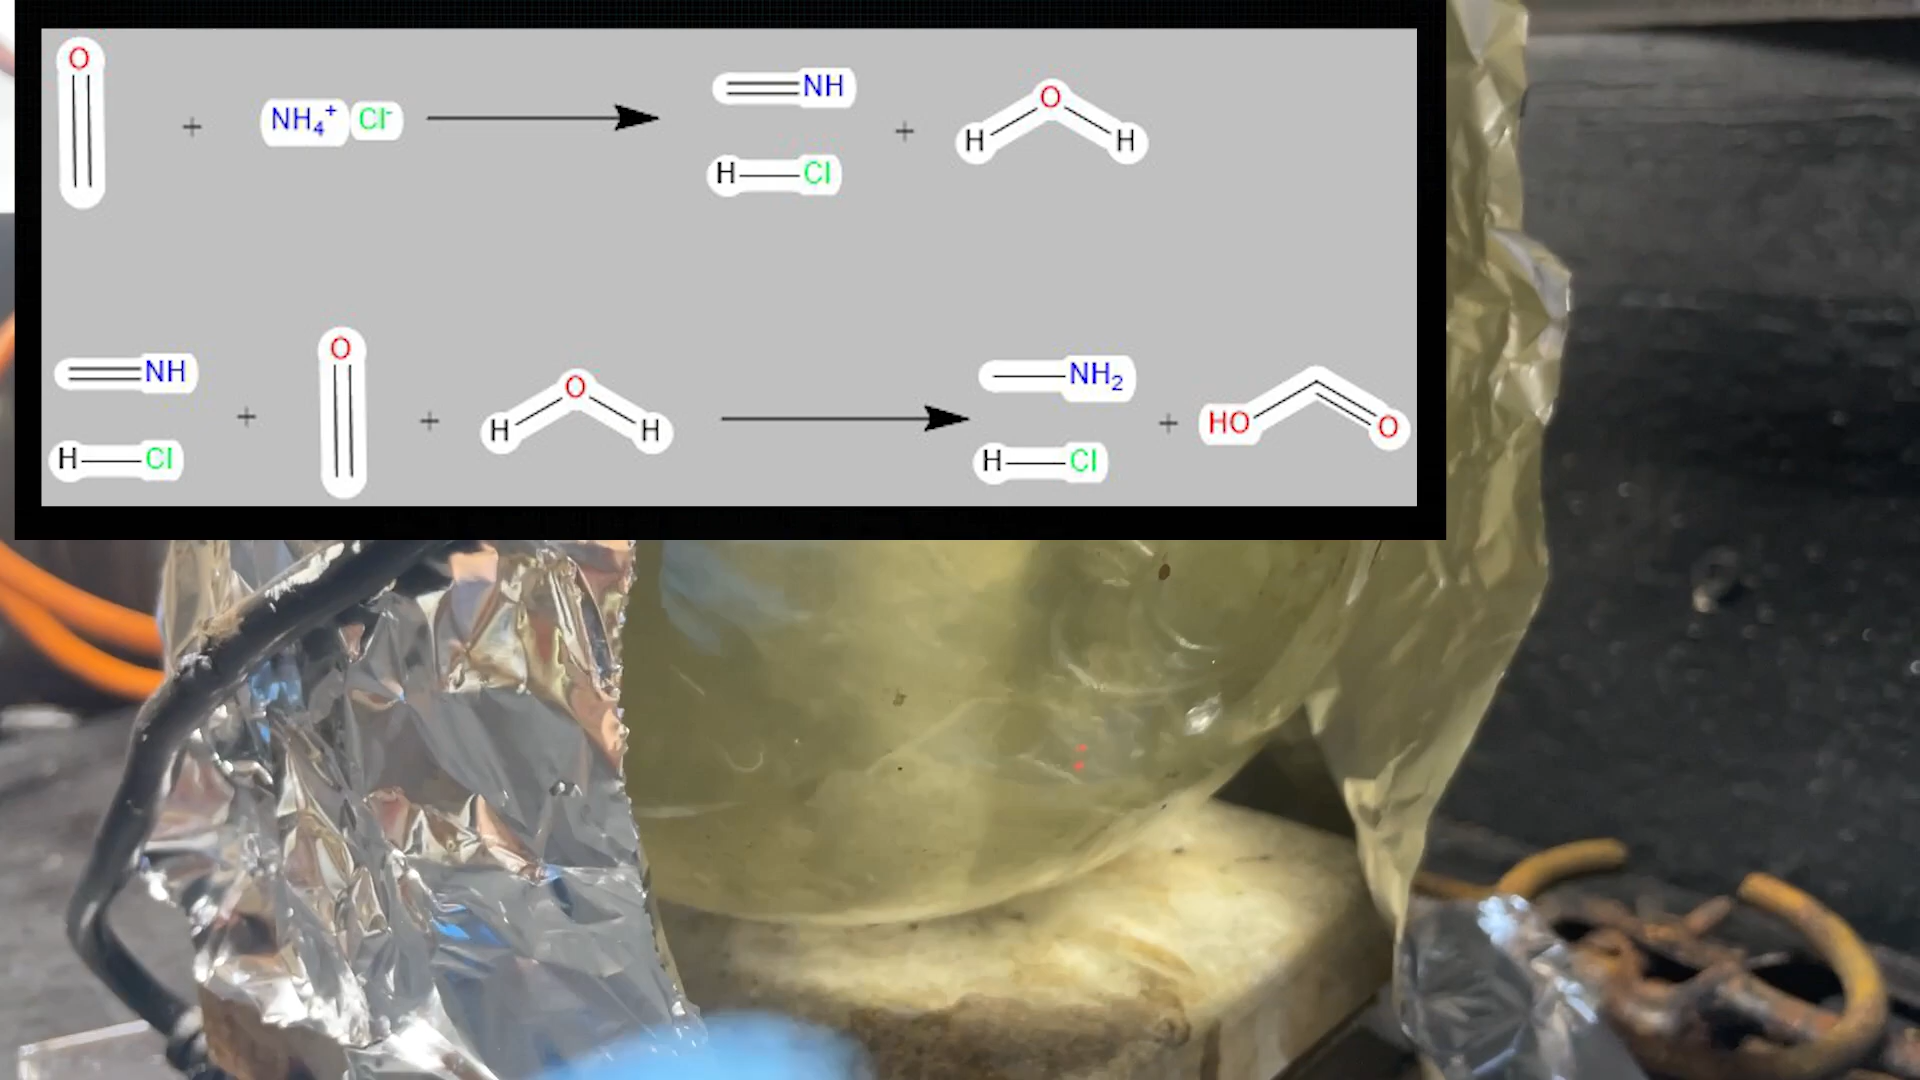 O
+ NH₄⁺ Cl⁻ NH + O
H H
H Cl
NH + O + O
H H
NH₂ + HO O
H Cl
H Cl